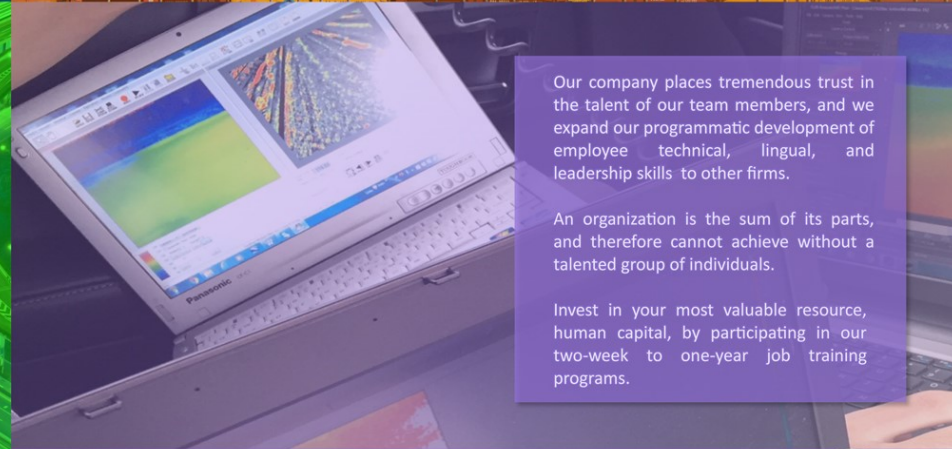 Our company places tremendous trust in
the talent of our team members, and we
expand our programmatic development of
employee technical, lingual, and
leadership skills to other firms.
An organization is the sum of its parts,
and therefore cannot achieve without a
talented group of individuals.
Invest in your most valuable resource,
human capital, by participating in our
two-week to one-year job training
programs.
Panasonic